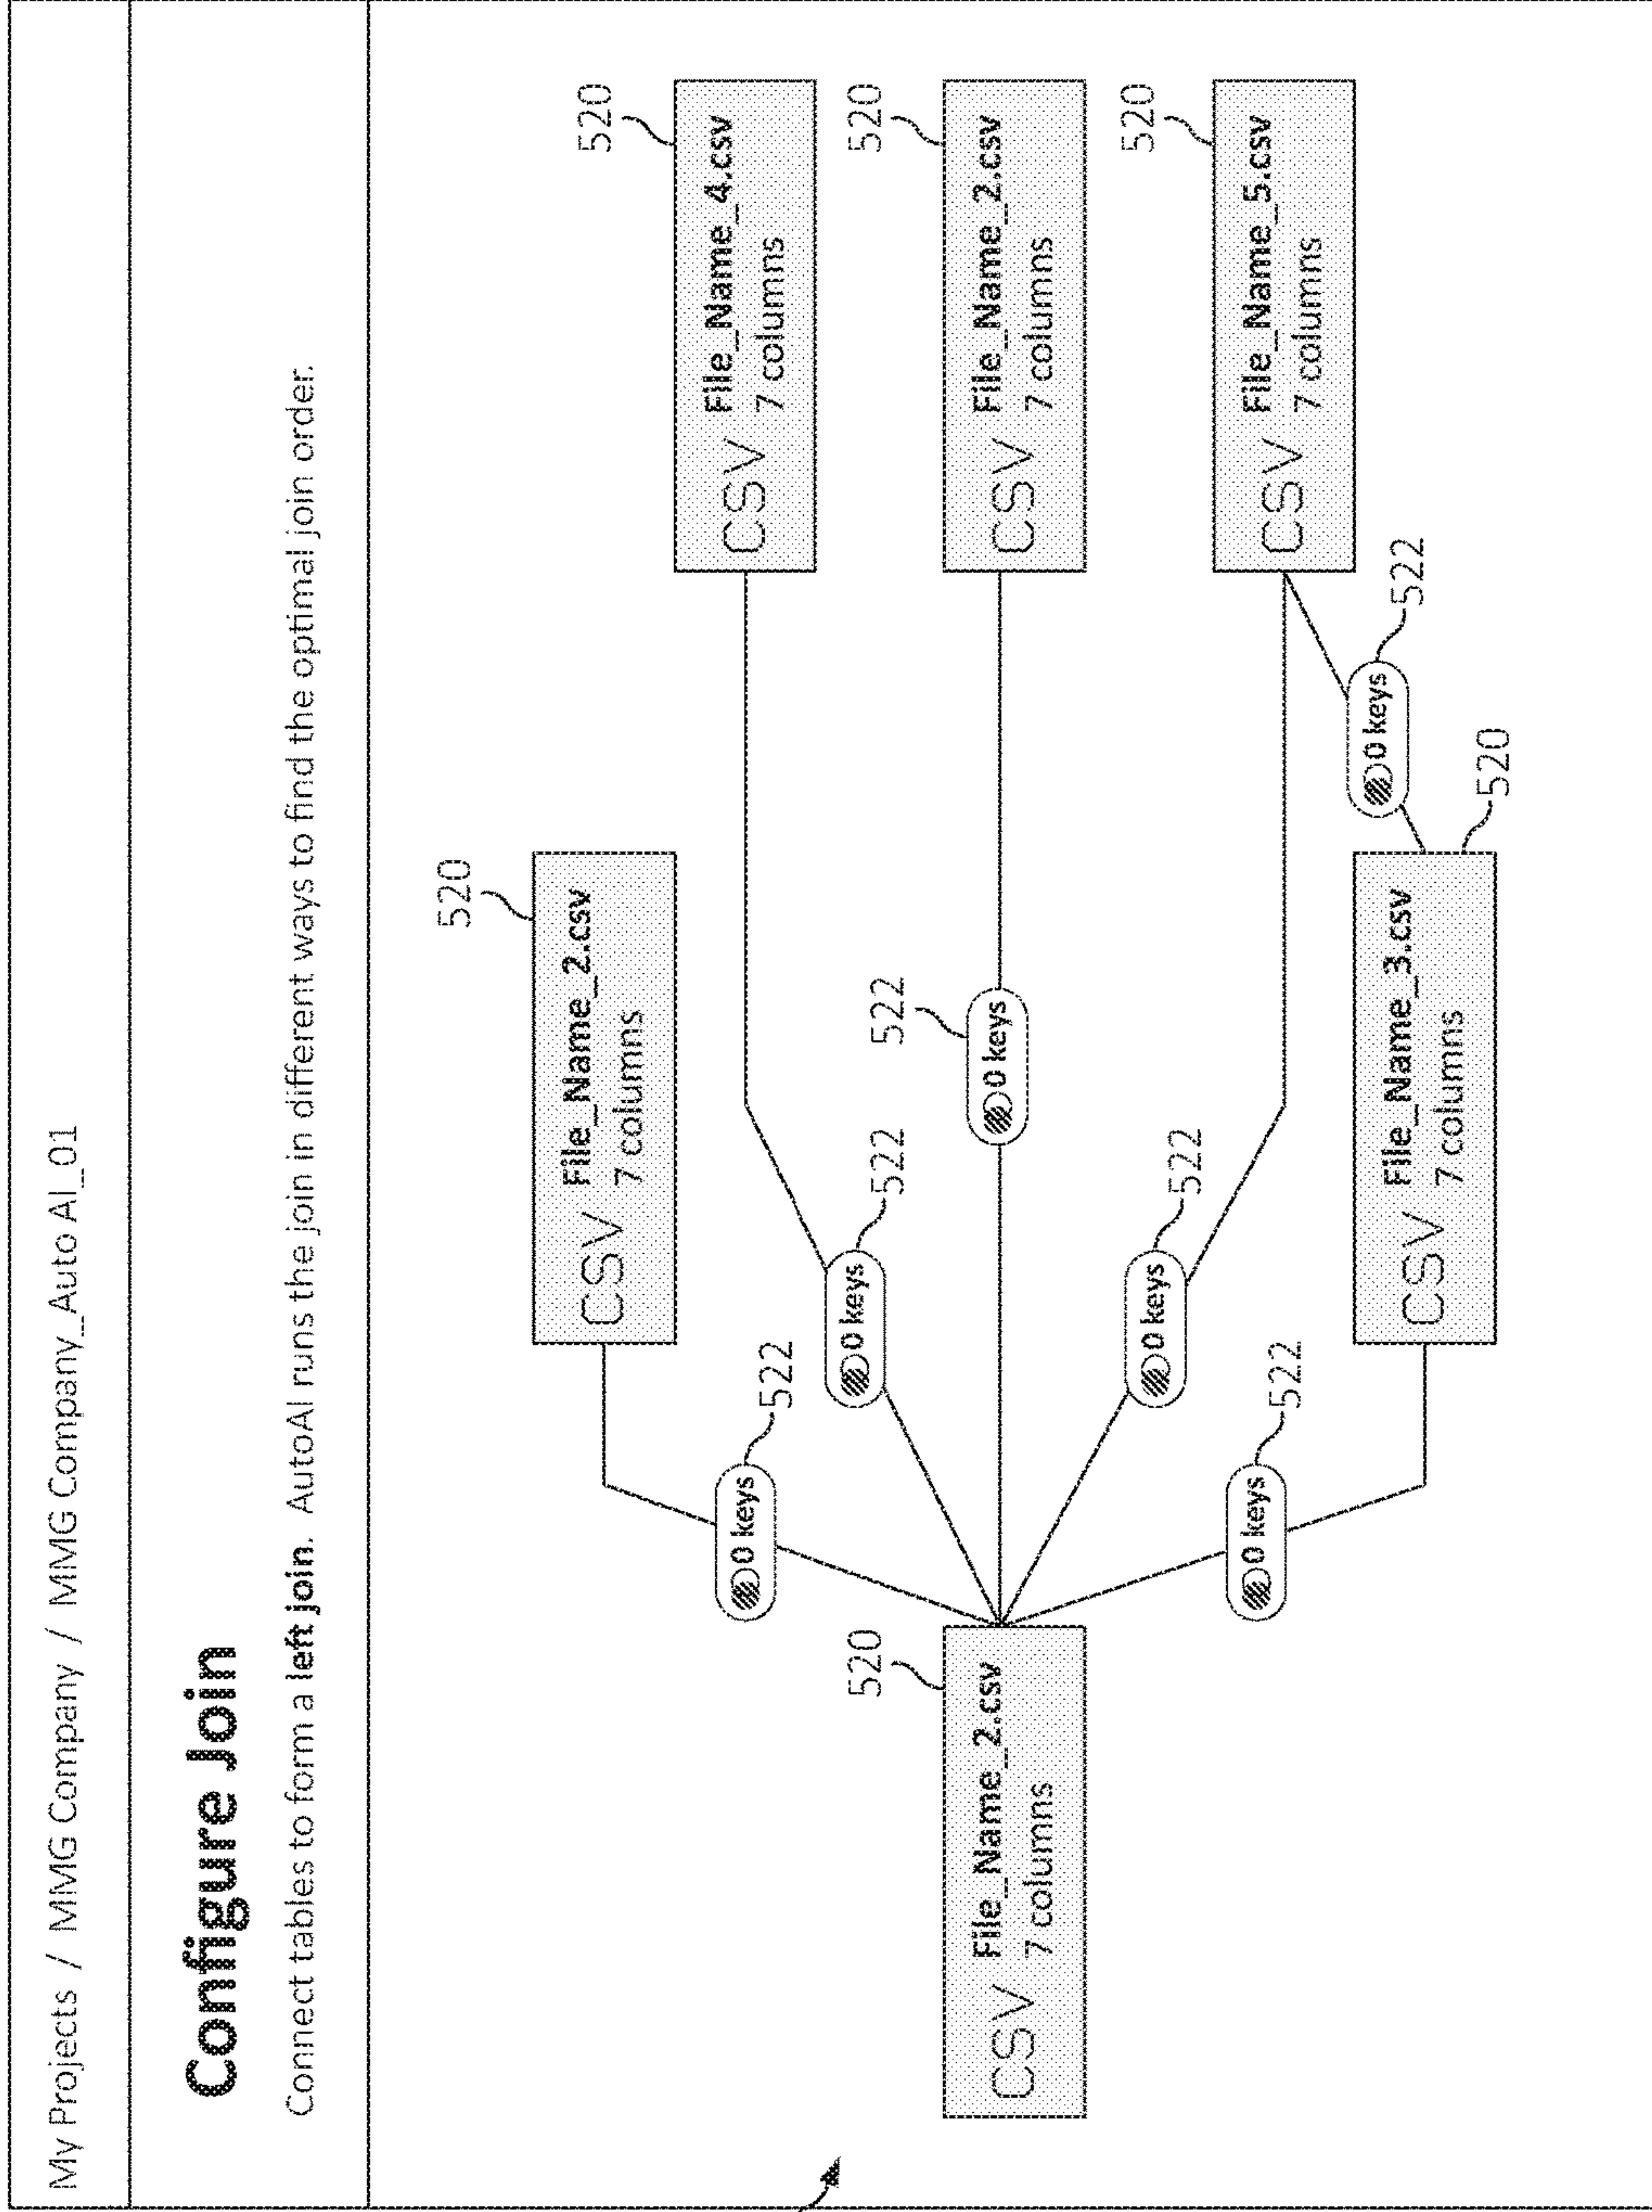 My Projects / MMG Company / MMG Company_Auto AI_01
Configure Join
Connect tables to form a left join. AutoAI runs the join in different ways to find the optimal join order.
520
CSV File_Name_2.csv
7 columns
520
CSV File_Name_4.csv
7 columns
522
0 keys
522
0 keys
520
CSV File_Name_2.csv
7 columns
522
0 keys
520
CSV File_Name_2.csv
7 columns
522
0 keys
520
CSV File_Name_5.csv
7 columns
522
0 keys
522
0 keys
CSV File_Name_3.csv
7 columns
520